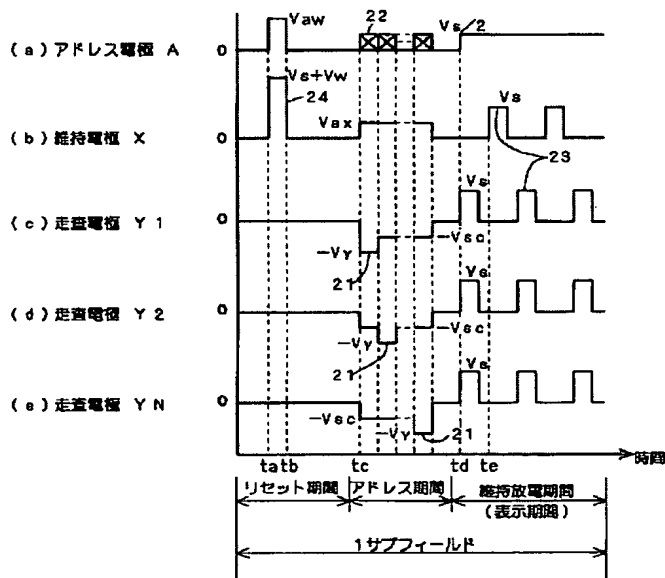 Vaw
22
Vs/2
(a) アドレス電極 A
0
Vs+Vw
24
Vs
Vax
(b) 維持電極 X
0
23
Vs
(c) 走査電極 Y1
0
-Vsc
-Vy
21
Vs
(d) 走査電極 Y2
0
-Vsc
-Vy
21
Vs
(e) 走査電極 YN
0
-Vsc
-Vy
21
ta tb tc td te 時間
リセット期間 アドレス期間 維持放電期間
(表示期間)
1サブフィールド